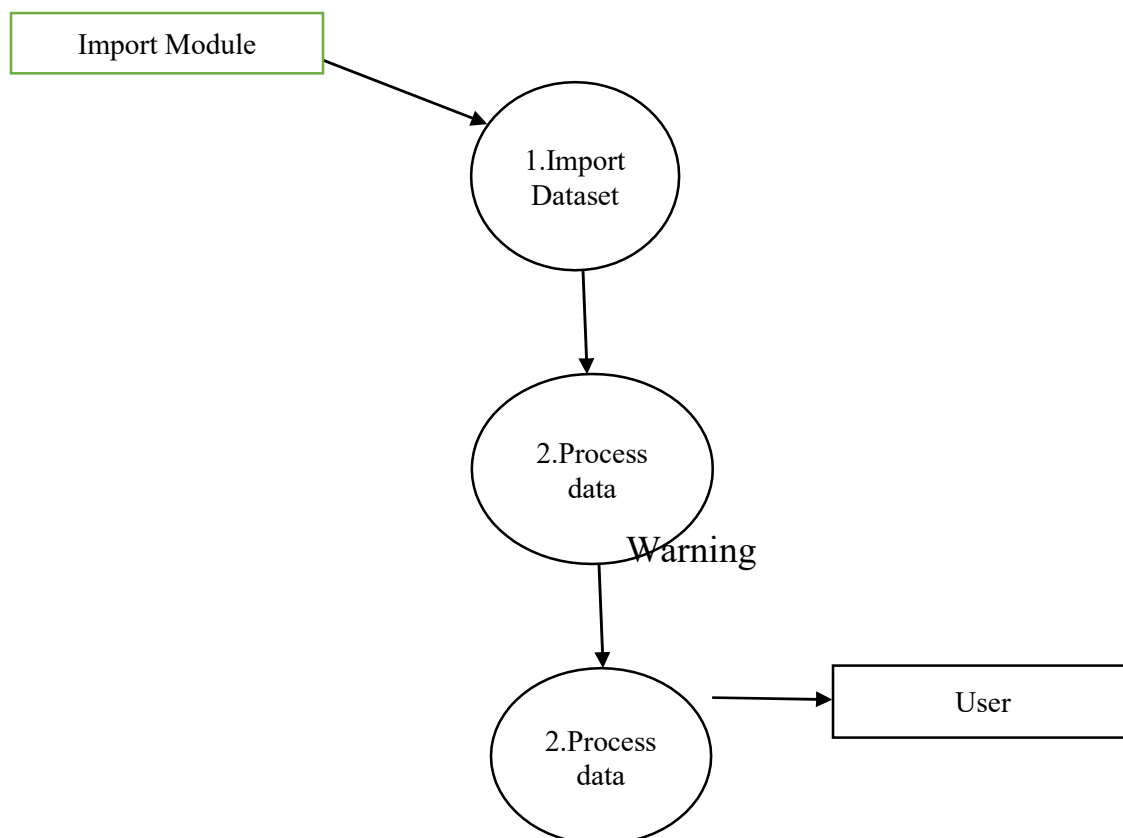 Import Module
1.Import
Dataset
2.Process
data
Warning
User
2.Process
data